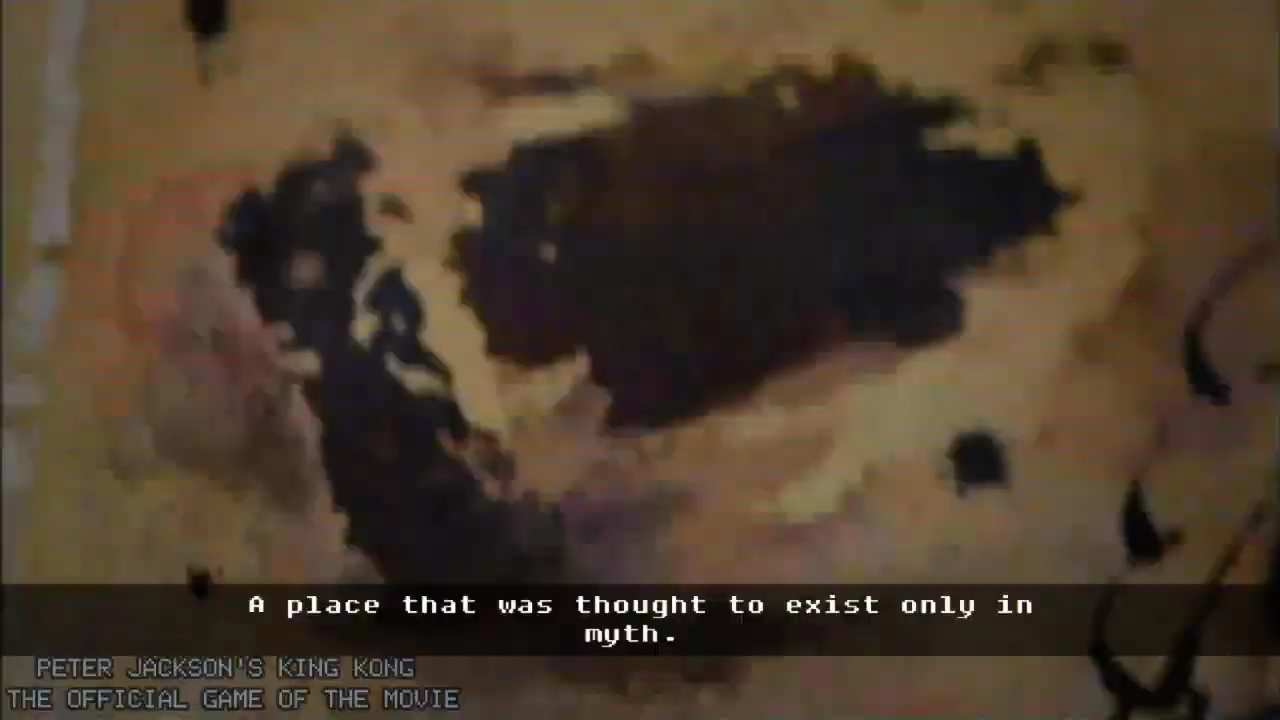 A place that was thought to exist only in
myth.
PETER JACKSON'S KING KONG
THE OFFICIAL GAME OF THE MOVIE